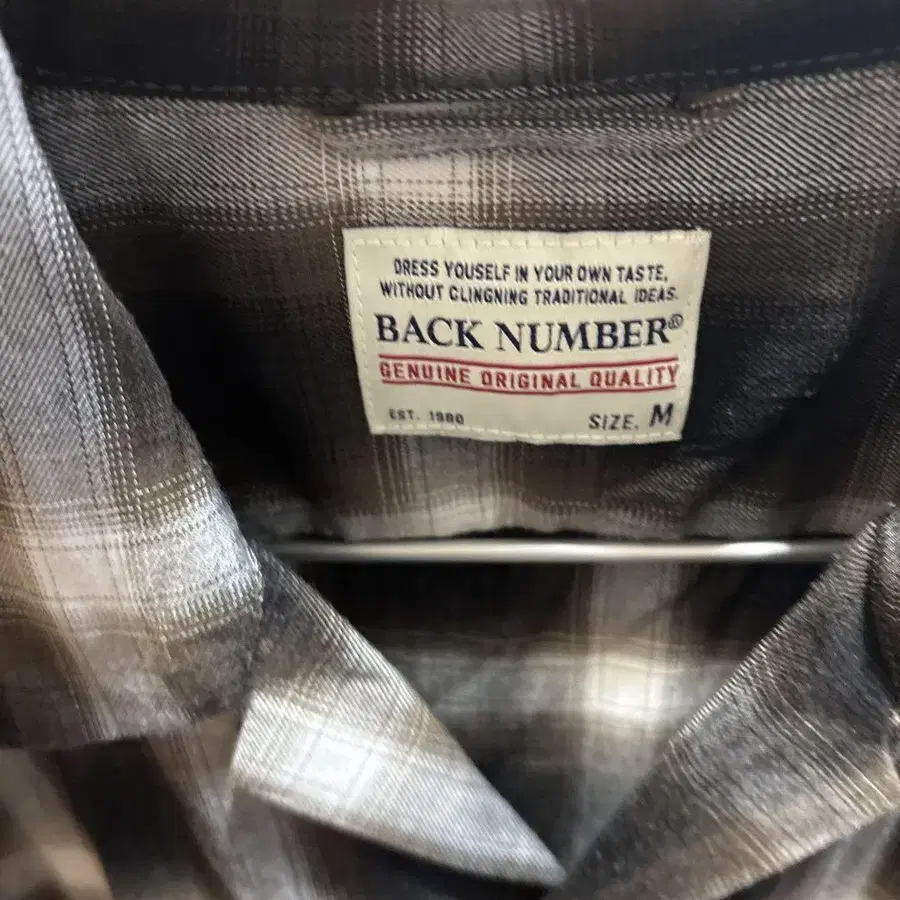 DRESS YOUSELF IN YOUR OWN TASTE,
WITHOUT CLINGNING TRADITIONAL IDEAS.
BACK NUMBER®
GENUINE ORIGINAL QUALITY
EST. 1980
SIZE. M